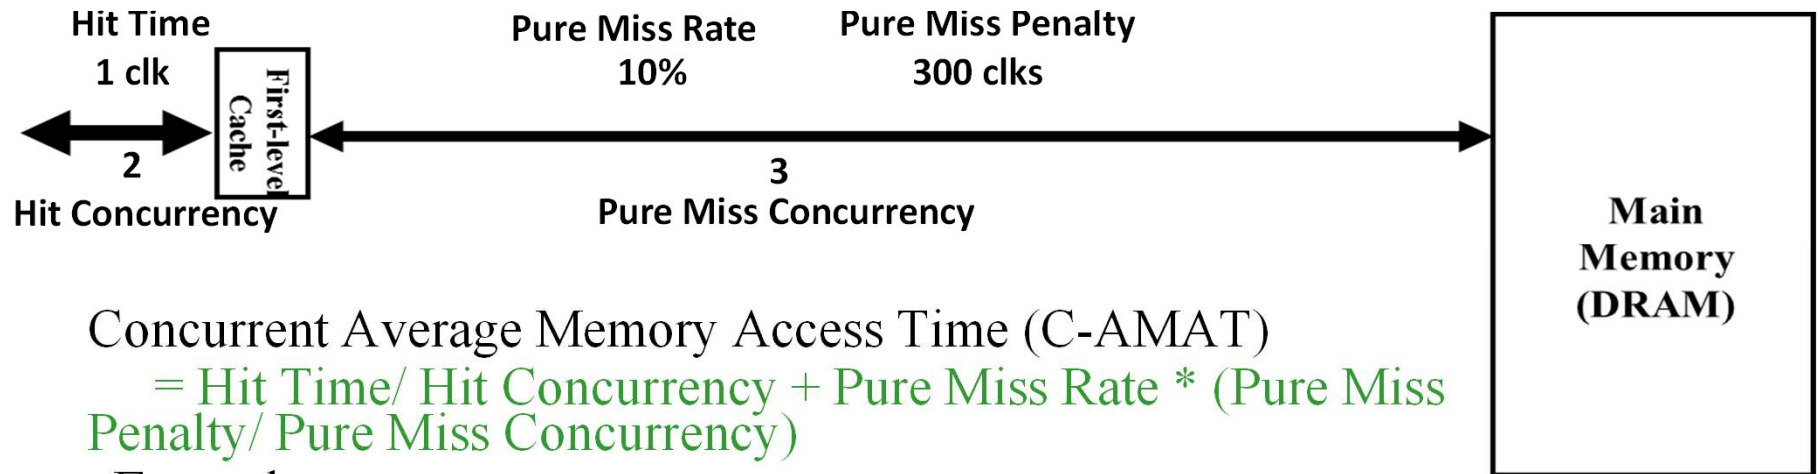 Hit Time
1 clk
2
Hit Concurrency
First-level
Cache
Pure Miss Rate
10%
Pure Miss Penalty
300 clks
3
Pure Miss Concurrency
Main
Memory
(DRAM)
Concurrent Average Memory Access Time (C-AMAT)
= Hit Time/ Hit Concurrency + Pure Miss Rate * (Pure Miss
Penalty/ Pure Miss Concurrency)